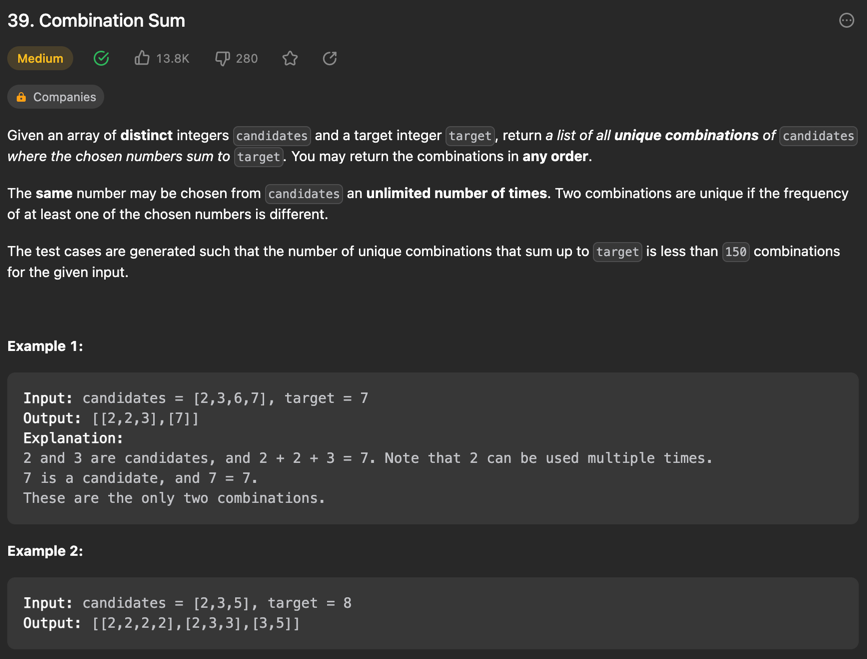 39. Combination Sum
Medium 13.8K 280
Companies
Given an array of distinct integers candidates and a target integer target, return a list of all unique combinations of candidates
where the chosen numbers sum to target. You may return the combinations in any order.
The same number may be chosen from candidates an unlimited number of times. Two combinations are unique if the frequency
of at least one of the chosen numbers is different.
The test cases are generated such that the number of unique combinations that sum up to target is less than 150 combinations
for the given input.
Example 1:
Input: candidates = [2,3,6,7], target = 7
Output: [[2,2,3],[7]]
Explanation:
2 and 3 are candidates, and 2 + 2 + 3 = 7. Note that 2 can be used multiple times.
7 is a candidate, and 7 = 7.
These are the only two combinations.
Example 2:
Input: candidates = [2,3,5], target = 8
Output: [[2,2,2,2],[2,3,3],[3,5]]